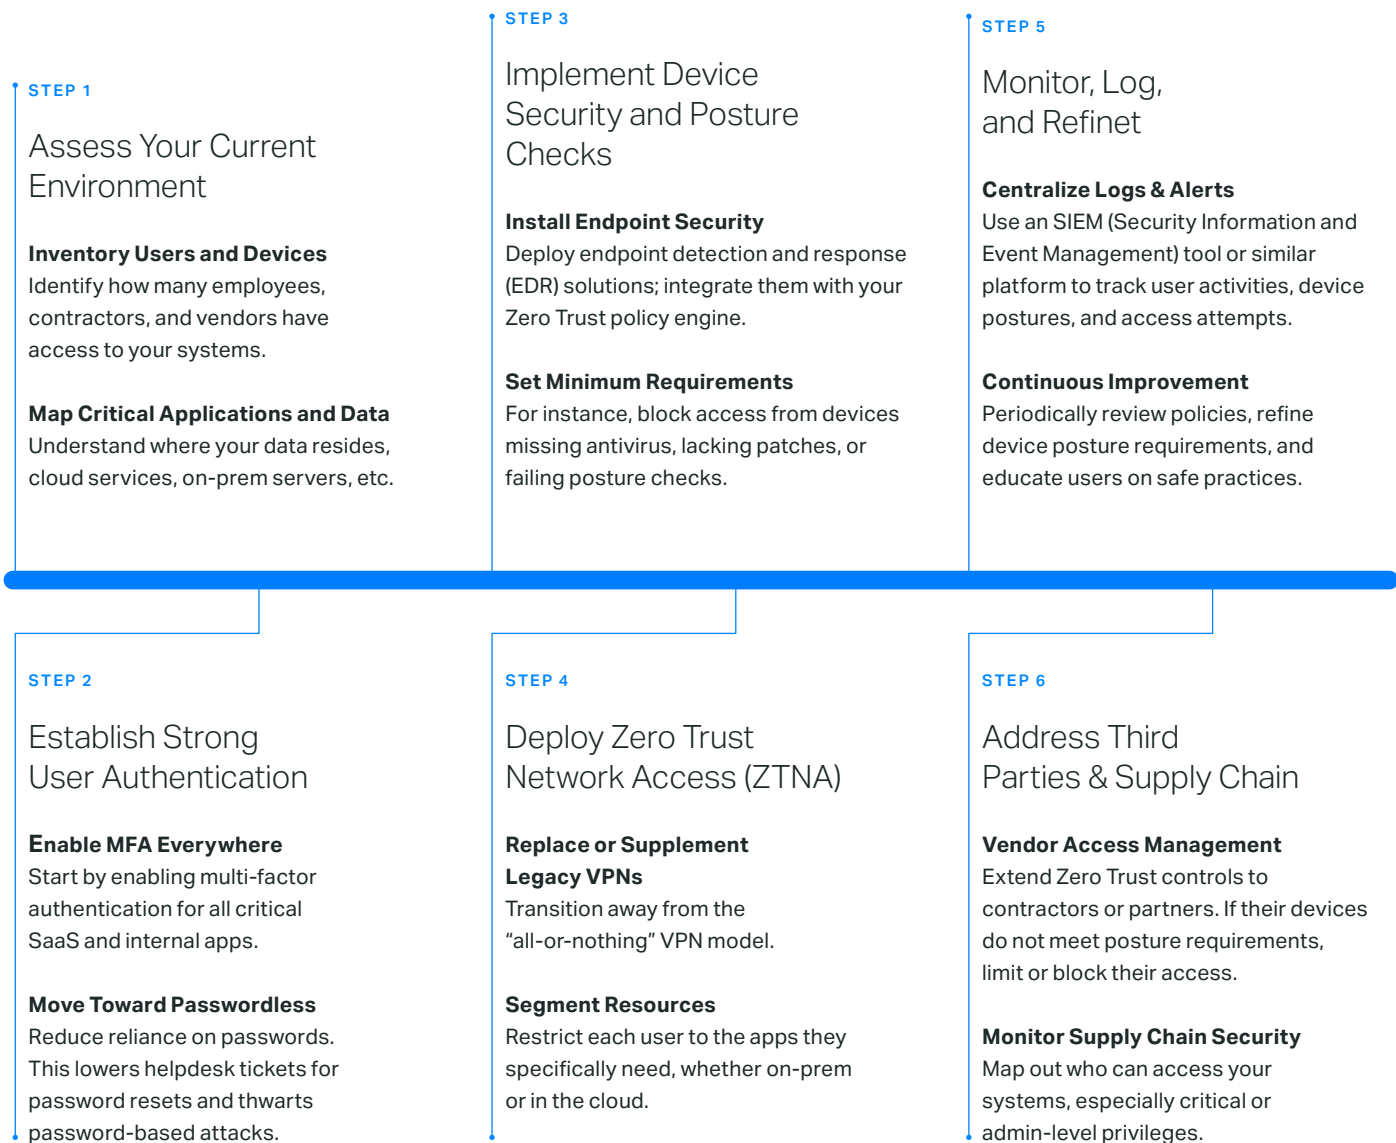 STEP 1
Assess Your Current
Environment
Inventory Users and Devices
Identify how many employees,
contractors, and vendors have
access to your systems.
Map Critical Applications and Data
Understand where your data resides,
cloud services, on-prem servers, etc.
STEP 2
Establish Strong
User Authentication
Enable MFA Everywhere
Start by enabling multi-factor
authentication for all critical
SaaS and internal apps.
Move Toward Passwordless
Reduce reliance on passwords.
This lowers helpdesk tickets for
password resets and thwarts
password-based attacks.
STEP 3
Implement Device
Security and Posture
Checks
Install Endpoint Security
Deploy endpoint detection and response
(EDR) solutions; integrate them with your
Zero Trust policy engine.
Set Minimum Requirements
For instance, block access from devices
missing antivirus, lacking patches, or
failing posture checks.
STEP 4
Deploy Zero Trust
Network Access (ZTNA)
Replace or Supplement
Legacy VPNs
Transition away from the
“all-or-nothing” VPN model.
Segment Resources
Restrict each user to the apps they
specifically need, whether on-prem
or in the cloud.
STEP 5
Monitor, Log,
and Refinet
Centralize Logs & Alerts
Use an SIEM (Security Information and
Event Management) tool or similar
platform to track user activities, device
postures, and access attempts.
Continuous Improvement
Periodically review policies, refine
device posture requirements, and
educate users on safe practices.
STEP 6
Address Third
Parties & Supply Chain
Vendor Access Management
Extend Zero Trust controls to
contractors or partners. If their devices
do not meet posture requirements,
limit or block their access.
Monitor Supply Chain Security
Map out who can access your
systems, especially critical or
admin-level privileges.